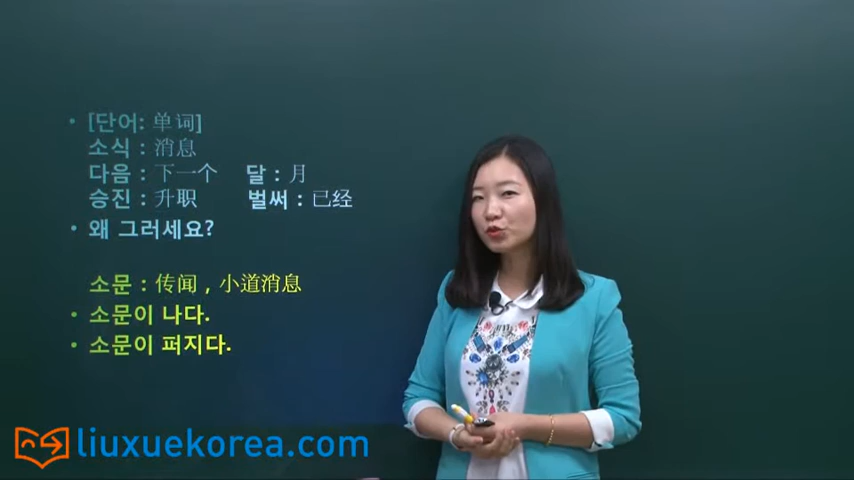 • [단어: 单词]
소식 : 消息
다음 : 下一个 달 : 月
승진 : 升职 벌써 : 已经
• 왜 그러세요?
소문 : 传闻 , 小道消息
• 소문이 나다.
• 소문이 퍼지다.
liuxuekorea.com